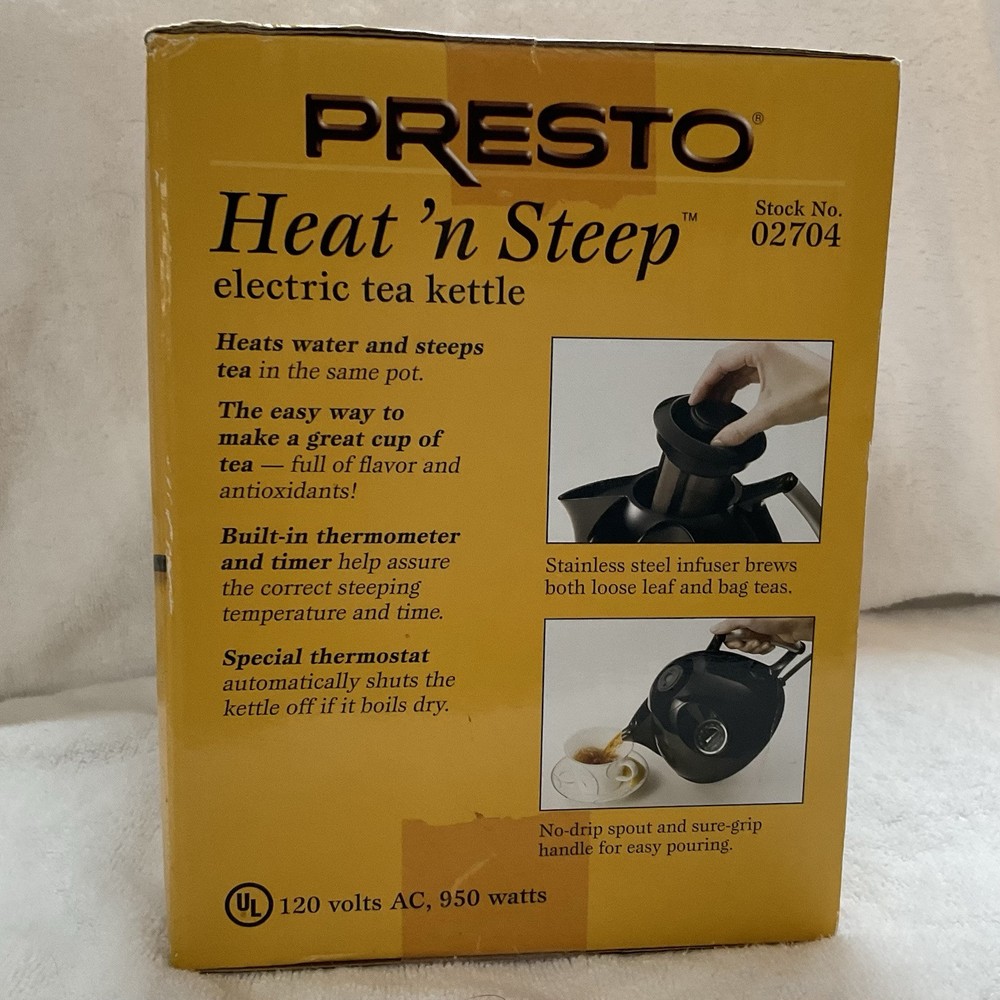 PRESTO®
Heat 'n Steep™
Stock No.
02704
electric tea kettle
Heats water and steeps
tea in the same pot.
The easy way to
make a great cup of
tea — full of flavor and
antioxidants!
Built-in thermometer
and timer help assure
the correct steeping
temperature and time.
Special thermostat
automatically shuts the
kettle off if it boils dry.
Stainless steel infuser brews
both loose leaf and bag teas.
No-drip spout and sure-grip
handle for easy pouring.
UL 120 volts AC, 950 watts